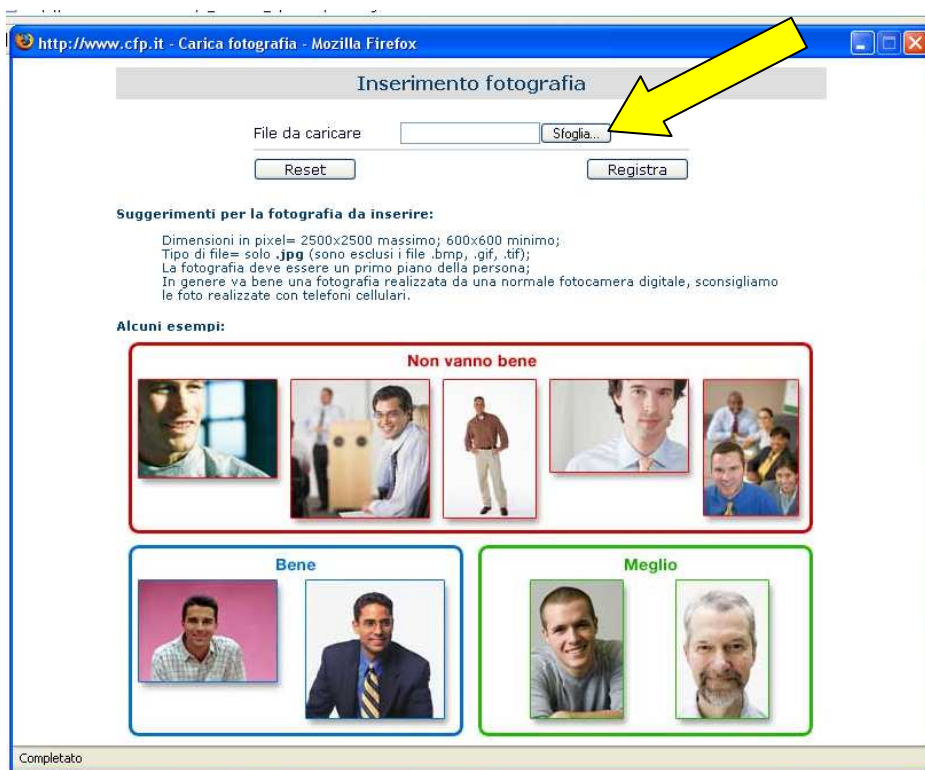 http://www.cfp.it - Carica fotografia - Mozilla Firefox
Inserimento fotografia
File da caricare
Sfoglia...
Reset
Registra
Suggerimenti per la fotografia da inserire:
Dimensioni in pixel= 2500x2500 massimo; 600x600 minimo;
Tipo di file= solo .jpg (sono esclusi i file .bmp, .gif, .tif);
La fotografia deve essere un primo piano della persona;
In genere va bene una fotografia realizzata da una normale fotocamera digitale, sconsigliamo
le foto realizzate con telefoni cellulari.
Alcuni esempi:
Non vanno bene
Bene
Meglio
Completato